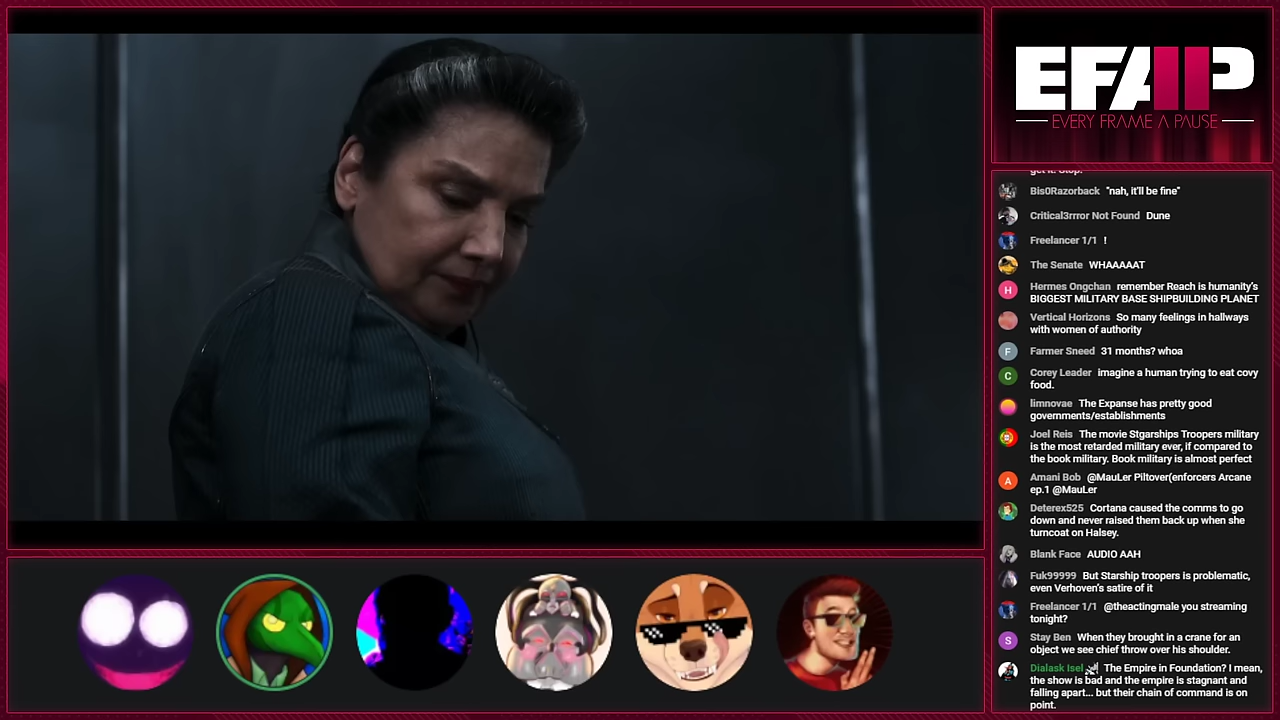 EFAP
EVERY FRAME A PAUSE
get it. Stop.
Bis0Razorback "nah, it'll be fine"
Critical3rrror Not Found Dune
Freelancer 1/1 !
The Senate WHAAAAAT
H
Hermes Ongchan remember Reach is humanity's
BIGGEST MILITARY BASE SHIPBUILDING PLANET
Vertical Horizons So many feelings in hallways
with women of authority
F
Farmer Sneed 31 months? whoa
C
Corey Leader imagine a human trying to eat covy
food.
limnovae The Expanse has pretty good
governments/establishments
Joel Reis The movie Stgarships Troopers military
is the most retarded military ever, if compared to
the book military. Book military is almost perfect
A
Amani Bob @MauLer Piltover(enforcers Arcane
ep.1 @MauLer
Deterex525 Cortana caused the comms to go
down and never raised them back up when she
turncoat on Halsey.
Blank Face AUDIO AAH
Fuk99999 But Starship troopers is problematic,
even Verhoven's satire of it
Freelancer 1/1 @theactingmale you streaming
tonight?
S
Stay Ben When they brought in a crane for an
object we see chief throw over his shoulder.
Dialask Isel The Empire in Foundation? I mean,
the show is bad and the empire is stagnant and
falling apart... but their chain of command is on
point.